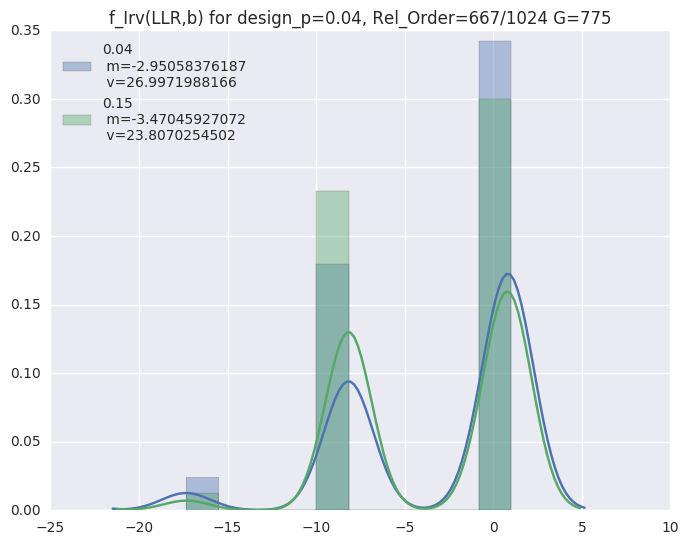 f_Irv(LLR,b) for design_p=0.04, Rel_Order=667/1024 G=775
0.35
0.30
0.25
0.20
0.15
0.10
0.05
0.00
0.04
m=-2.95058376187
v=26.9971988166
0.15
m=-3.47045927072
v=23.8070254502
−25 −20 −15 −10 −5 0 5 10